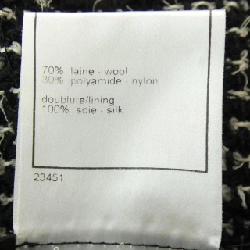 70% laine - wool
30% polyamide - nylon
doublure/lining
100% soie - silk
23451